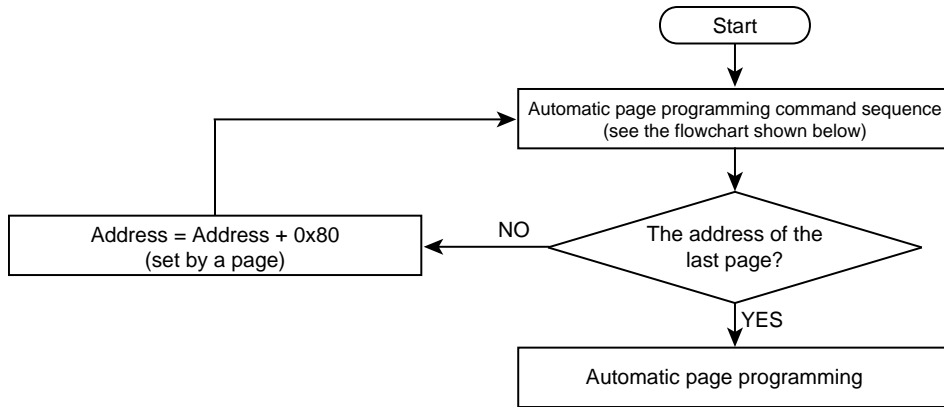 Start
Automatic page programming command sequence
(see the flowchart shown below)
The address of the
last page?
NO
Address = Address + 0x80
(set by a page)
YES
Automatic page programming